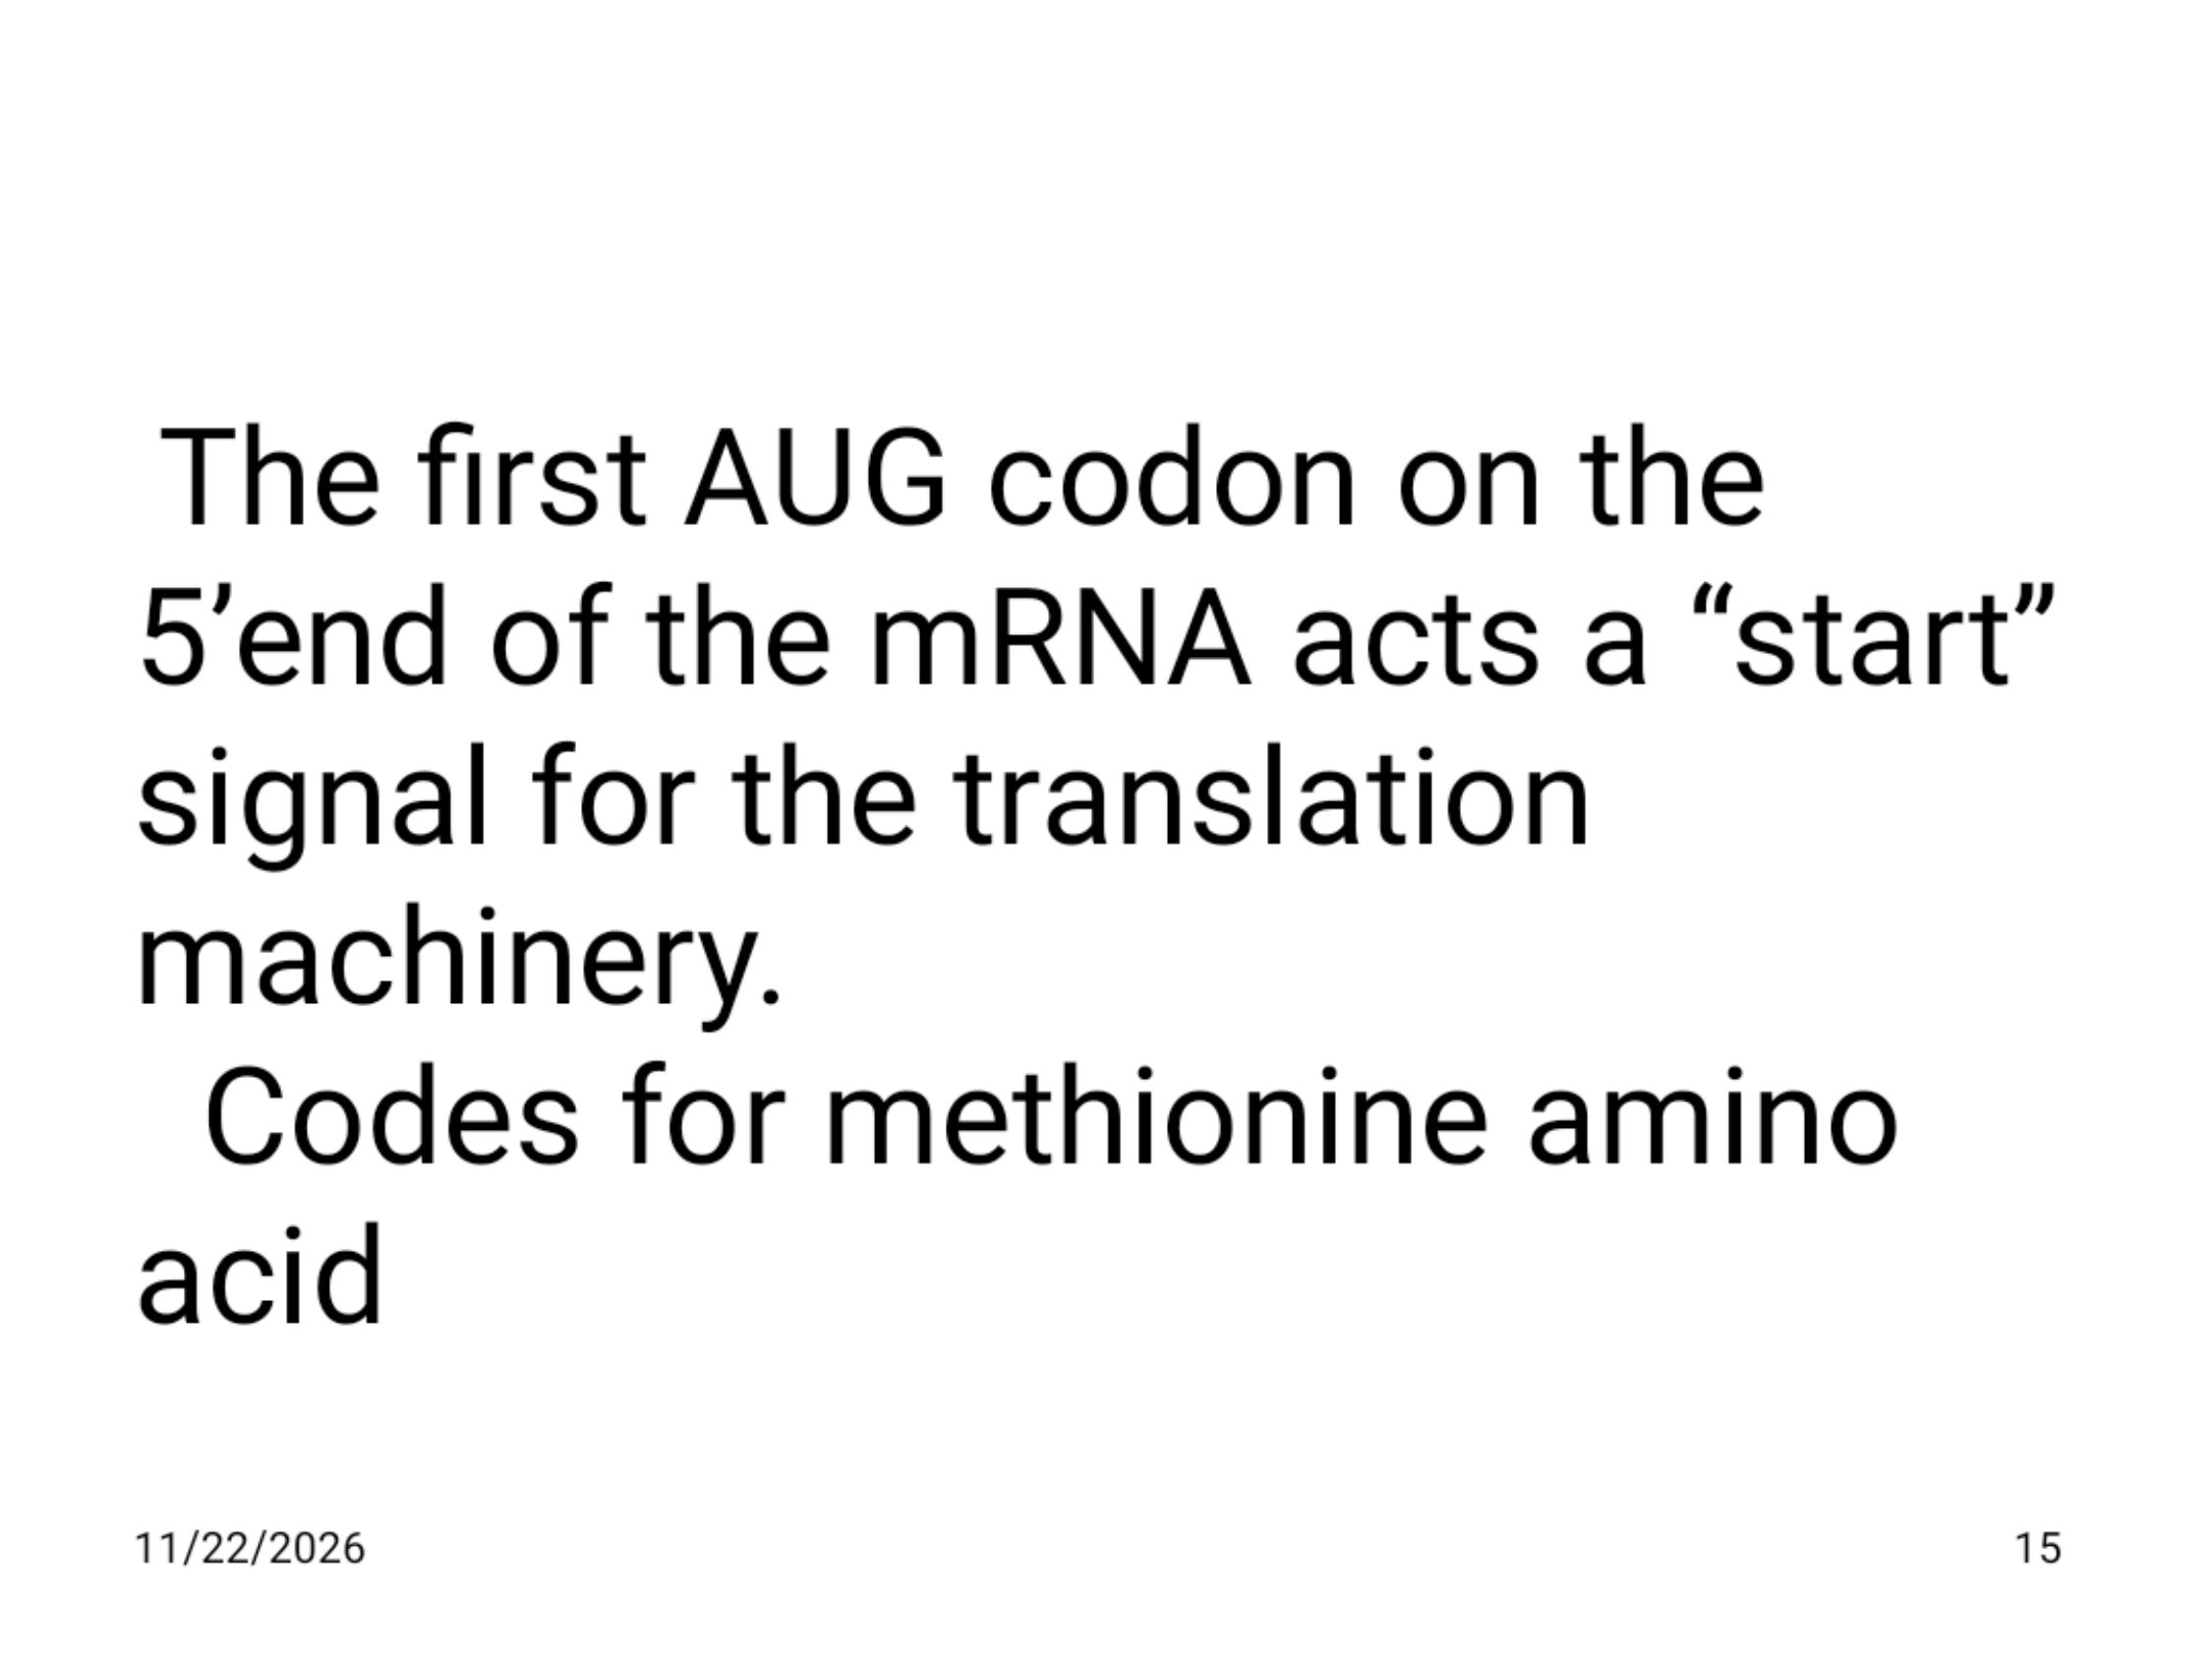 The first AUG codon on the
5’end of the mRNA acts a “start”
signal for the translation
machinery.
Codes for methionine amino
acid
11/22/2026
15